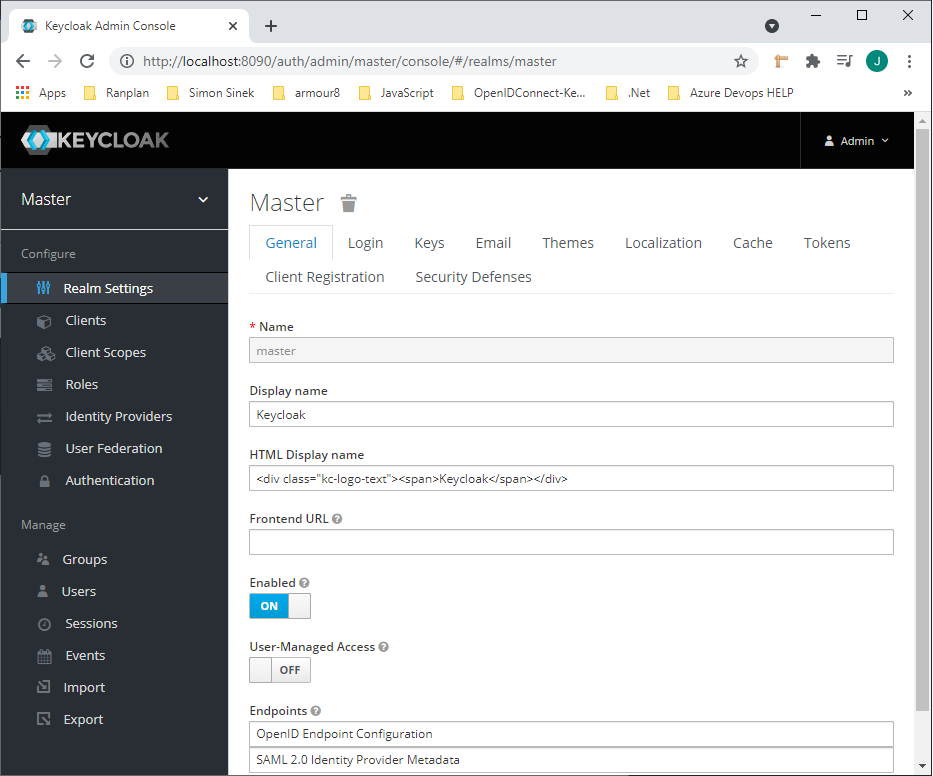 Keycloak Admin Console
http://localhost:8090/auth/admin/master/console/#/realms/master
J
Apps Ranplan Simon Sinek armour8 JavaScript OpenIDConnect-Ke... .Net Azure Devops HELP »
KEYCLOAK
Admin
Master
Configure
Realm Settings
Clients
Client Scopes
Roles
Identity Providers
User Federation
Authentication
Manage
Groups
Users
Sessions
Events
Import
Export
Master
General Login Keys Email Themes Localization Cache Tokens
Client Registration Security Defenses
* Name
master
Display name
Keycloak
HTML Display name
<div class="kc-logo-text"><span>Keycloak</span></div>
Frontend URL
Enabled
ON
User-Managed Access
OFF
Endpoints
OpenID Endpoint Configuration
SAML 2.0 Identity Provider Metadata